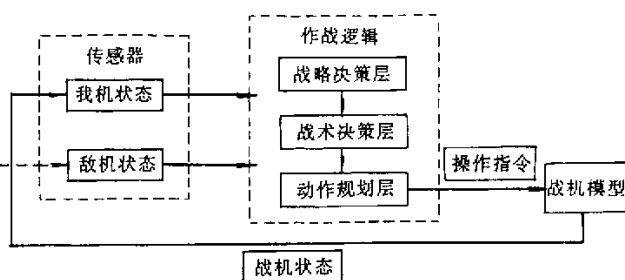 传感器
我机状态
敌机状态
作战逻辑
战略决策层
战术决策层
动作规划层
操作指令
战机模型
战机状态